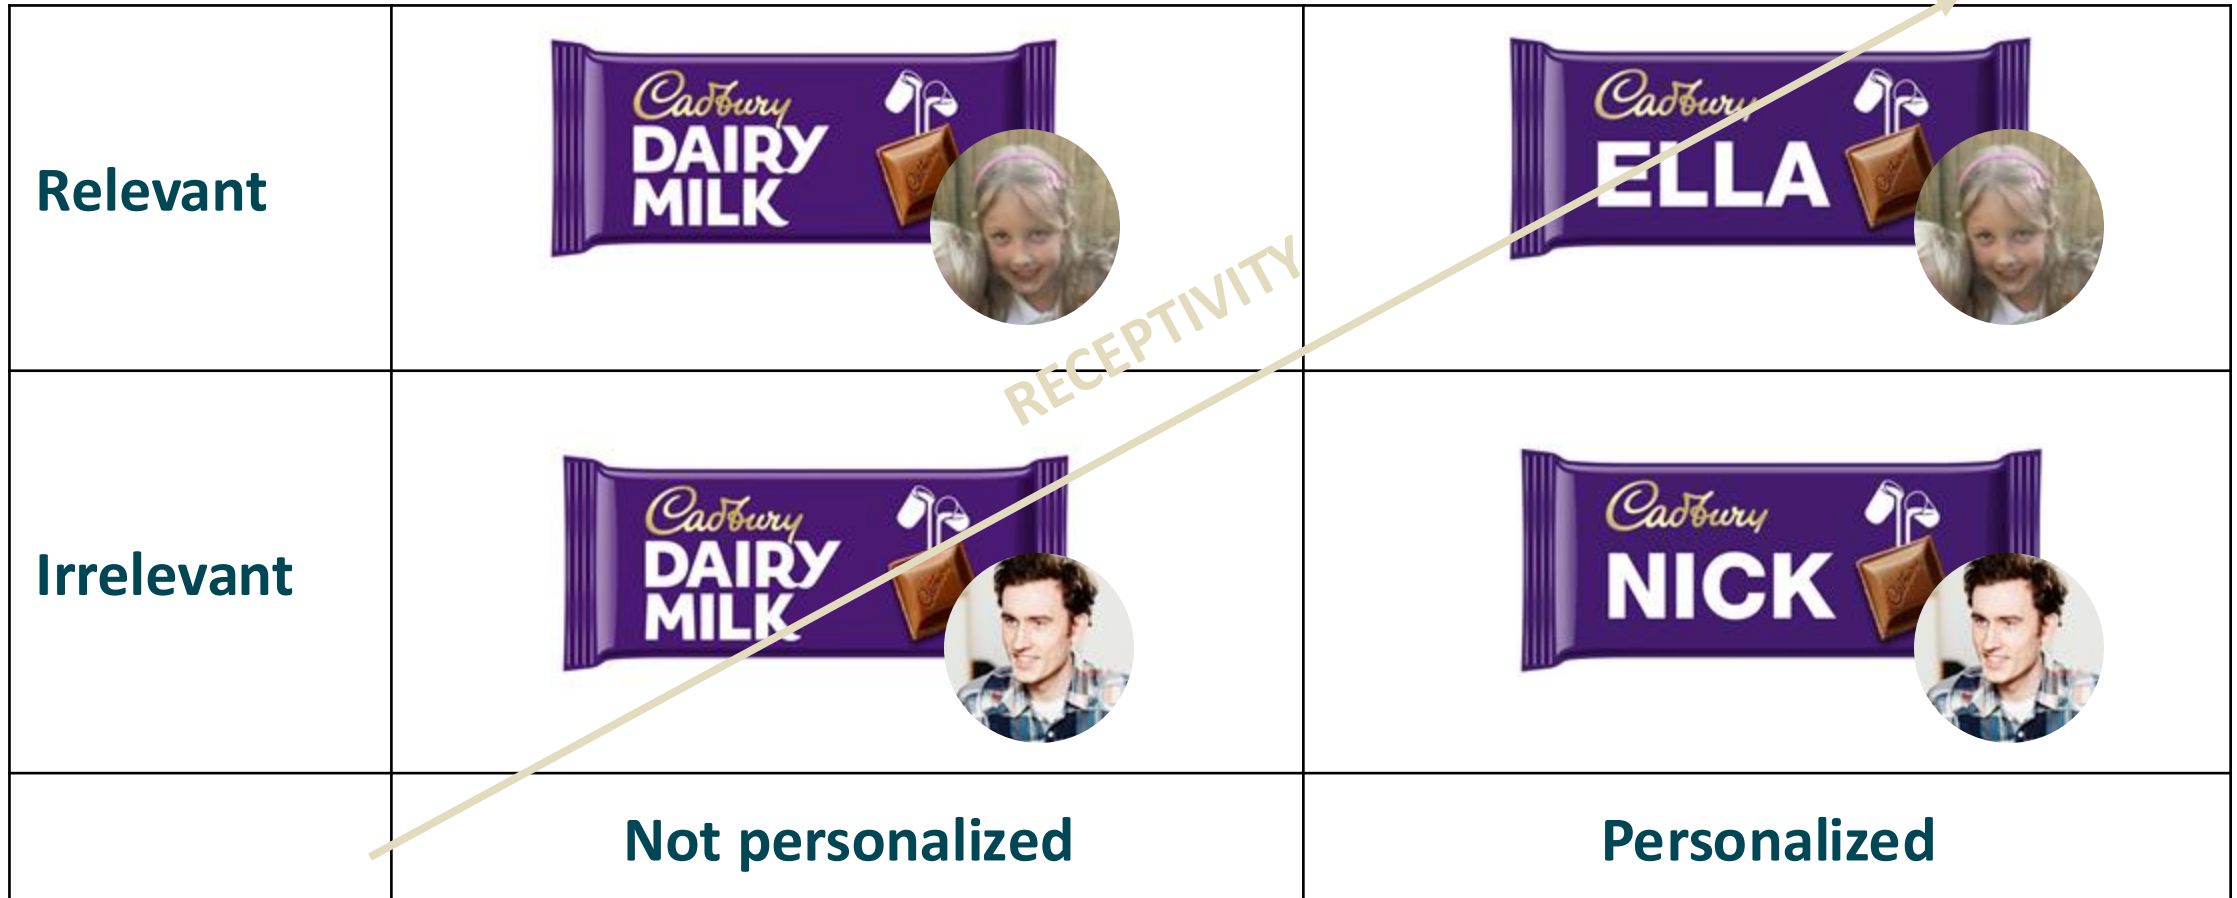 Relevant
Cadbury
DAIRY
MILK
Cadbury
ELLA
RECEPTIVITY
Irrelevant
Cadbury
DAIRY
MILK
Cadbury
NICK
Not personalized
Personalized